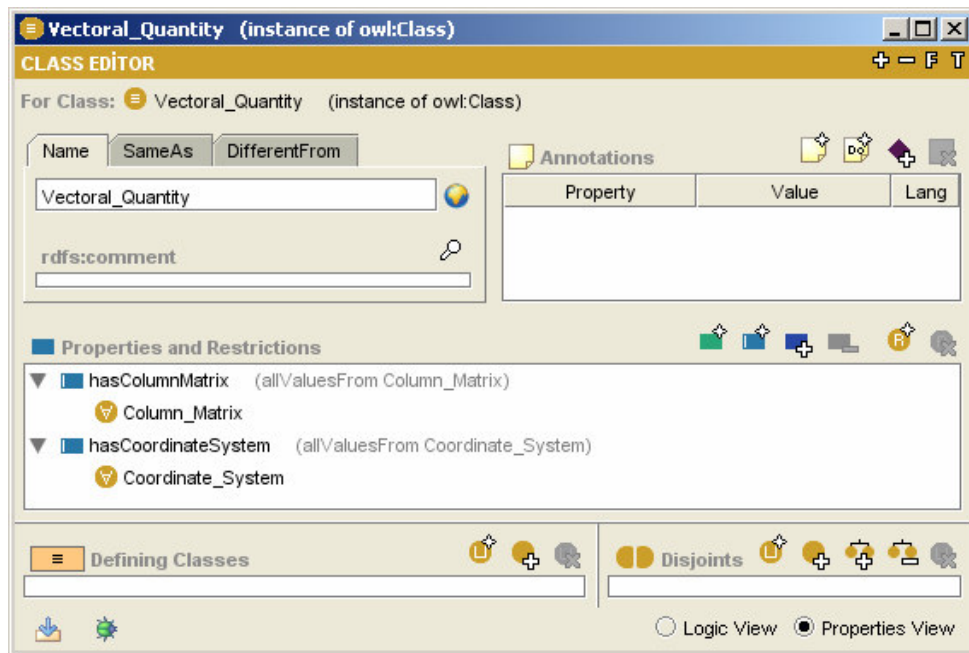 Vectoral_Quantity (instance of owl:Class)
CLASS EDİTOR
F T
For Class: Vectoral_Quantity (instance of owl:Class)
Name SameAs DifferentFrom
Annotations
Property Value Lang
Vectoral_Quantity
rdfs:comment
Properties and Restrictions
R
hasColumnMatrix (allValuesFrom Column_Matrix)
∀ Column_Matrix
hasCoordinateSystem (allValuesFrom Coordinate_System)
∀ Coordinate_System
≡ Defining Classes
Disjoints
Logic View Properties View